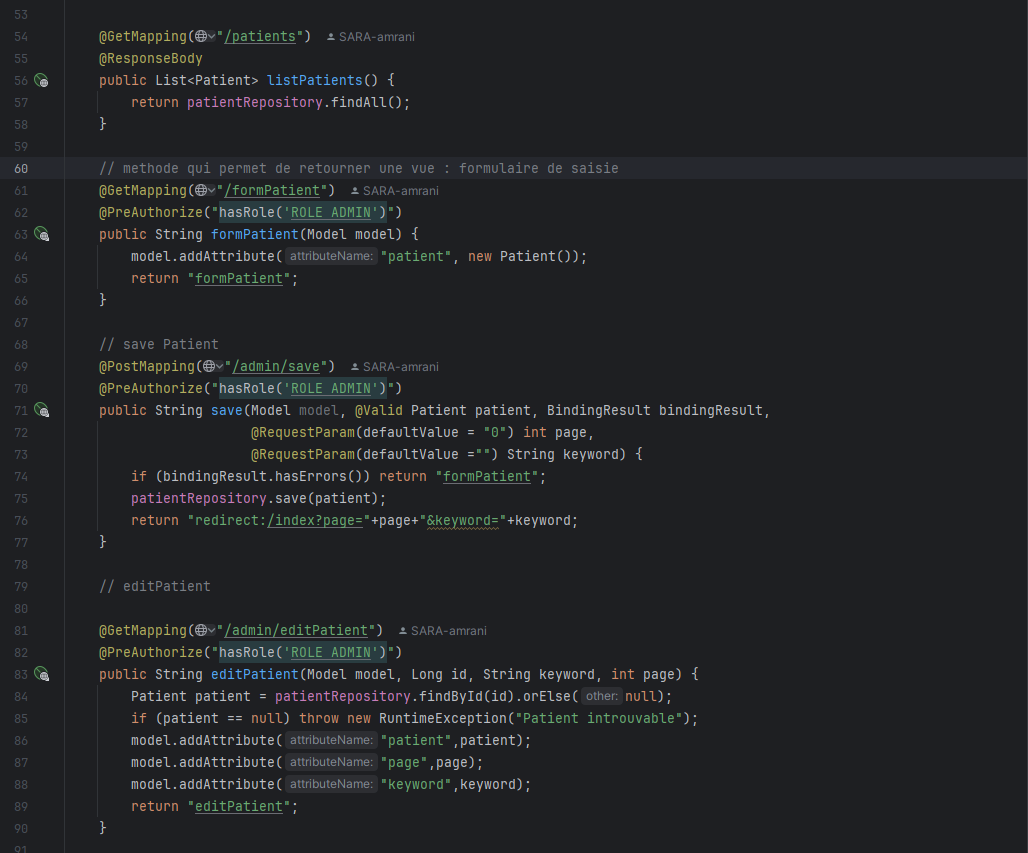 53
54 @GetMapping("/patients") SARA-amrani
55 @ResponseBody
56 public List<Patient> listPatients() {
57 return patientRepository.findAll();
58 }
59
60 // methode qui permet de retourner une vue : formulaire de saisie
61 @GetMapping("/formPatient") SARA-amrani
62 @PreAuthorize("hasRole('ROLE_ADMIN')")
63 public String formPatient(Model model) {
64 model.addAttribute( attributeName: "patient", new Patient());
65 return "formPatient";
66 }
67
68 // save Patient
69 @PostMapping("/admin/save") SARA-amrani
70 @PreAuthorize("hasRole('ROLE_ADMIN')")
71 public String save(Model model, @Valid Patient patient, BindingResult bindingResult,
72 @RequestParam(defaultValue = "0") int page,
73 @RequestParam(defaultValue ="") String keyword) {
74 if (bindingResult.hasErrors()) return "formPatient";
75 patientRepository.save(patient);
76 return "redirect:/index?page="+page+"&keyword="+keyword;
77 }
78
79 // editPatient
80
81 @GetMapping("/admin/editPatient") SARA-amrani
82 @PreAuthorize("hasRole('ROLE_ADMIN')")
83 public String editPatient(Model model, Long id, String keyword, int page) {
84 Patient patient = patientRepository.findById(id).orElse( other: null);
85 if (patient == null) throw new RuntimeException("Patient introuvable");
86 model.addAttribute( attributeName: "patient",patient);
87 model.addAttribute( attributeName: "page",page);
88 model.addAttribute( attributeName: "keyword",keyword);
89 return "editPatient";
90 }
91